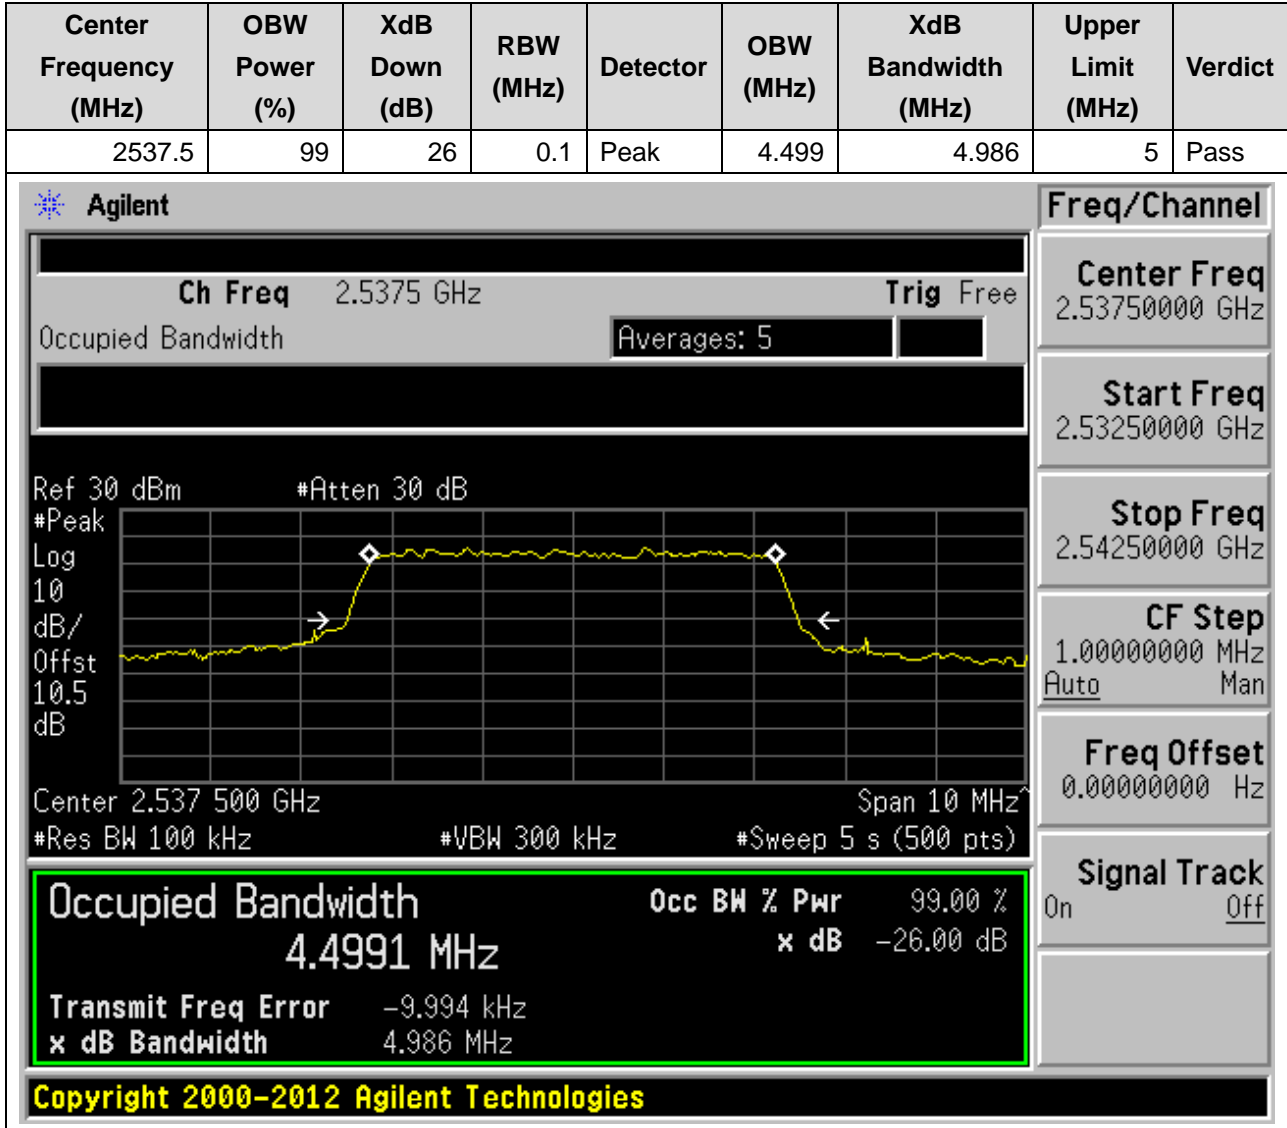 Center Frequency (MHz) OBW Power (%) XdB Down (dB) RBW (MHz) Detector OBW (MHz) XdB Bandwidth (MHz) Upper Limit (MHz) Verdict
2537.5 99 26 0.1 Peak 4.499 4.986 5 Pass
Agilent
Freq/Channel
Ch Freq 2.5375 GHz Trig Free
Occupied Bandwidth Averages: 5
Center Freq
2.53750000 GHz
Start Freq
2.53250000 GHz
Stop Freq
2.54250000 GHz
CF Step
1.00000000 MHz
Auto Man
Freq Offset
0.00000000 Hz
Signal Track
On Off
Ref 30 dBm #Atten 30 dB
#Peak
Log
10
dB/
Offst
10.5
dB
Center 2.537 500 GHz Span 10 MHz^
#Res BW 100 kHz #VBW 300 kHz #Sweep 5 s (500 pts)
Occupied Bandwidth Occ BW % Pwr 99.00 %
4.4991 MHz x dB -26.00 dB
Transmit Freq Error -9.994 kHz
x dB Bandwidth 4.986 MHz
Copyright 2000-2012 Agilent Technologies